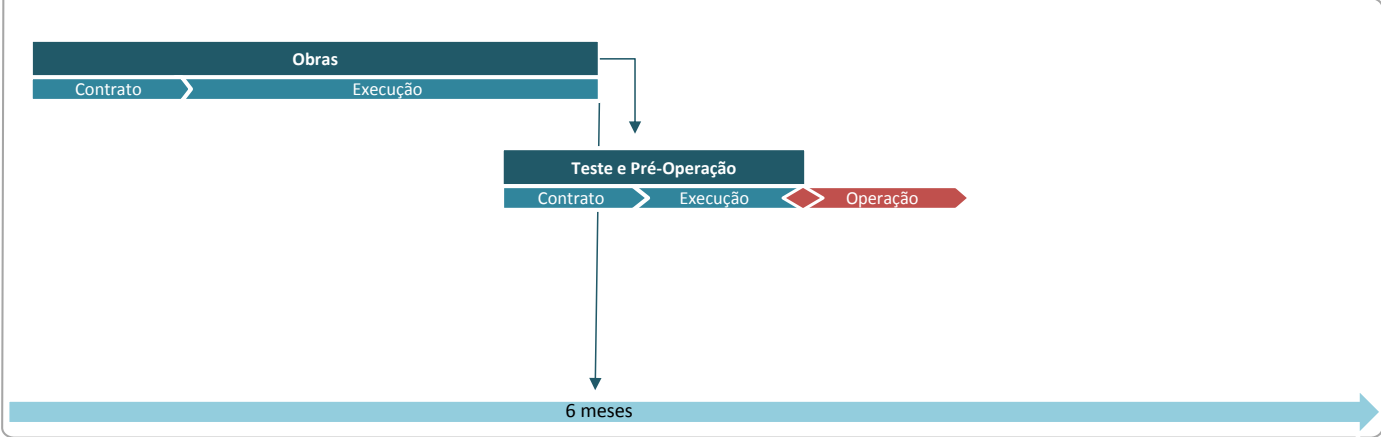 Obras
Contrato
Execução
Teste e Pré-Operação
Contrato
Execução
Operação
6 meses